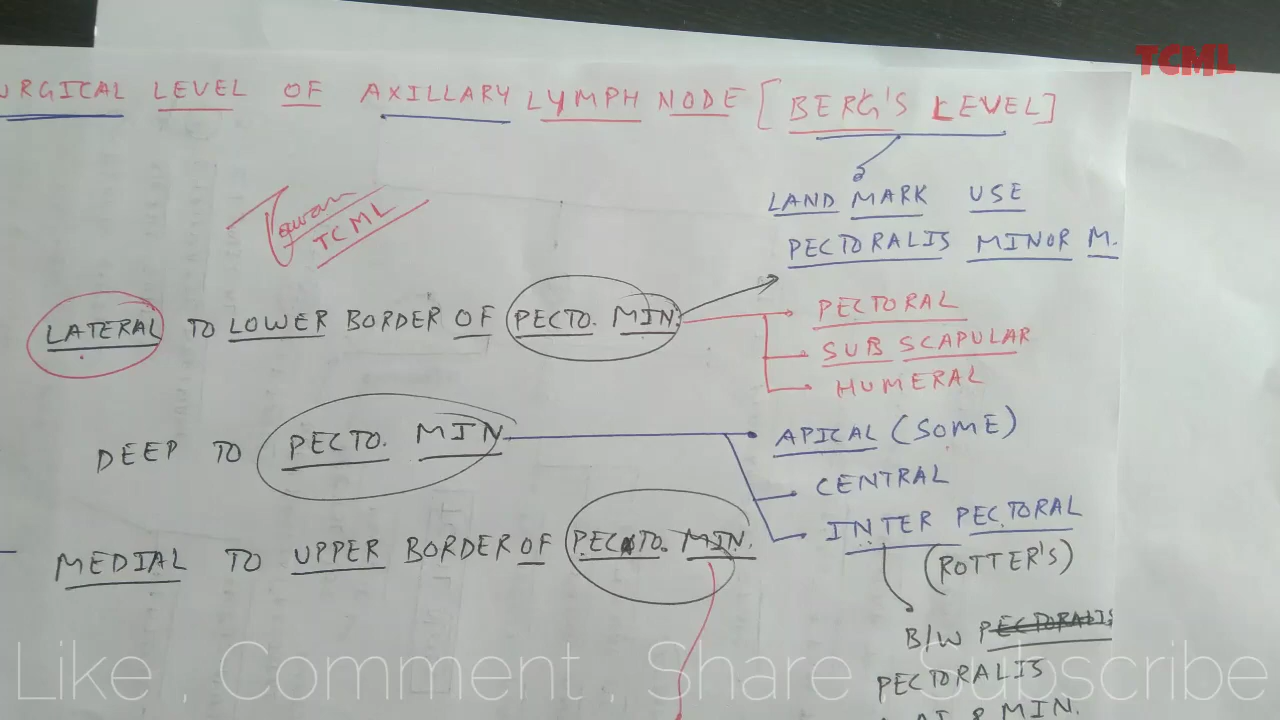 TCML
URGICAL LEVEL OF AXILLARY LYMPH NODE [BERG'S LEVEL]
LAND MARK USE
PECTORALIS MINOR M.
TCML
LATERAL TO LOWER BORDER OF PECTO. MIN.
PECTORAL
SUB SCAPULAR
HUMERAL
DEEP TO PECTO. MIN
APICAL (SOME)
CENTRAL
INTER PECTORAL
(ROTTER'S)
MEDIAL TO UPPER BORDER OF PECTO. MIN.
B/W PECTORALIS
PECTORALIS
& MIN.
Like , Comment , Share Subscribe